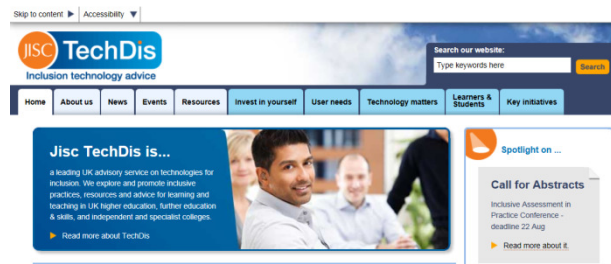 Skip to content Accessibility
JISC TechDis
Inclusion technology advice
Search our website:
Type keywords here
Search
Home About us News Events Resources Invest in yourself User needs Technology matters Learners & Students Key initiatives
Jisc TechDis is...
a leading UK advisory service on technologies for
inclusion. We explore and promote inclusive
practices, resources and advice for learning and
teaching in UK higher education, further education
& skills, and independent and specialist colleges.
Read more about TechDis
Spotlight on ...
Call for Abstracts
Inclusive Assessment in
Practice Conference -
deadline 22 Aug
Read more about it.